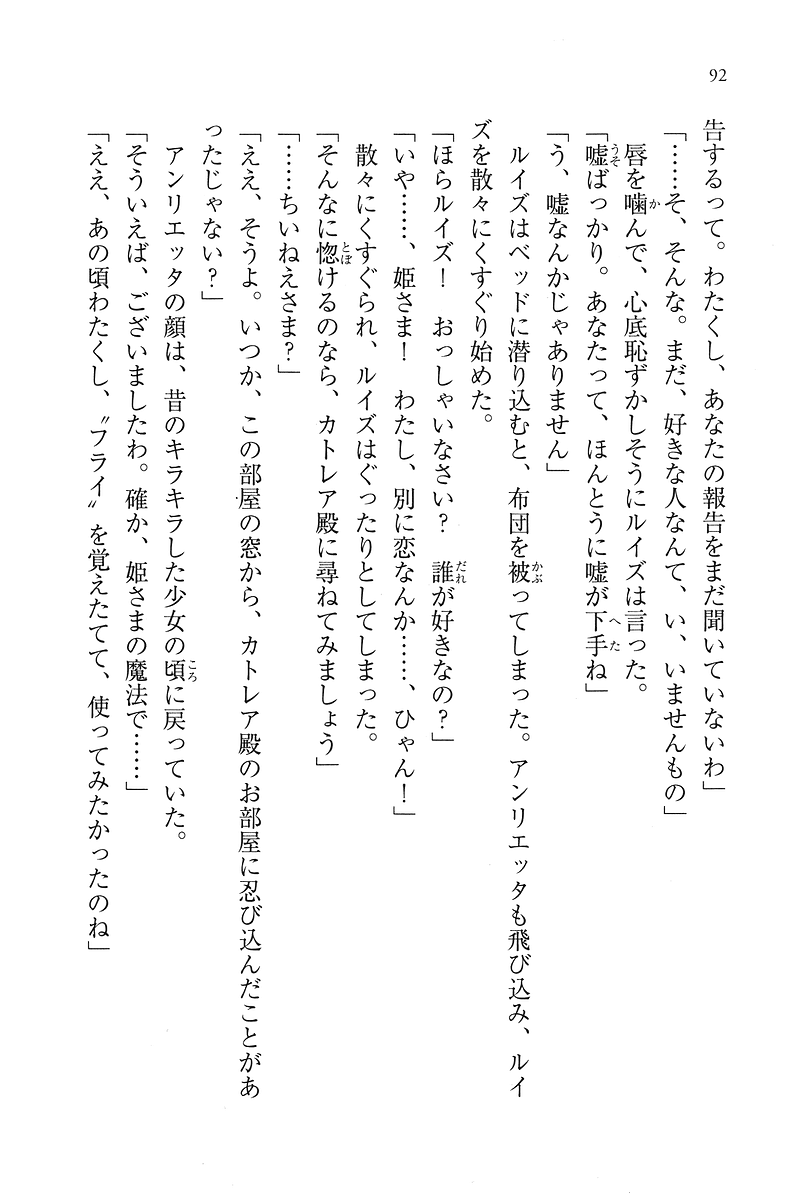 92
告するって。わたくし、あなたの報告をまだ聞いていないわ」
「……そ、そんな。まだ、好きな人なんて、い、いませんもの」
唇を噛んで、心底恥ずかしそうにルイズは言った。
「嘘ばっかり。あなたって、ほんとうに嘘が下手ね」
「う、嘘なんかじゃありません」
ルイズはベッドに潜り込むと、布団を被ってしまった。アンリエッタも飛び込み、ルイ
ズを散々にくすぐり始めた。
「ほらルイズ！　おっしゃいなさい？　誰が好きなの？」
「いや……、姫さま！　わたし、別に恋なんか……、ひゃん！」
散々にくすぐられ、ルイズはぐったりとしてしまった。
「そんなに惚けるのなら、カトレア殿に尋ねてみましょう」
「……ちいねえさま？」
「ええ、そうよ。いつか、この部屋の窓から、カトレア殿のお部屋に忍び込んだことがあ
ったじゃない？」
アンリエッタの顔は、昔のキラキラした少女の頃に戻っていた。
「そういえば、ございましたわ。確か、姫さまの魔法で……」
「ええ、あの頃わたくし、〝フライ〟を覚えたてて、使ってみたかったのね」